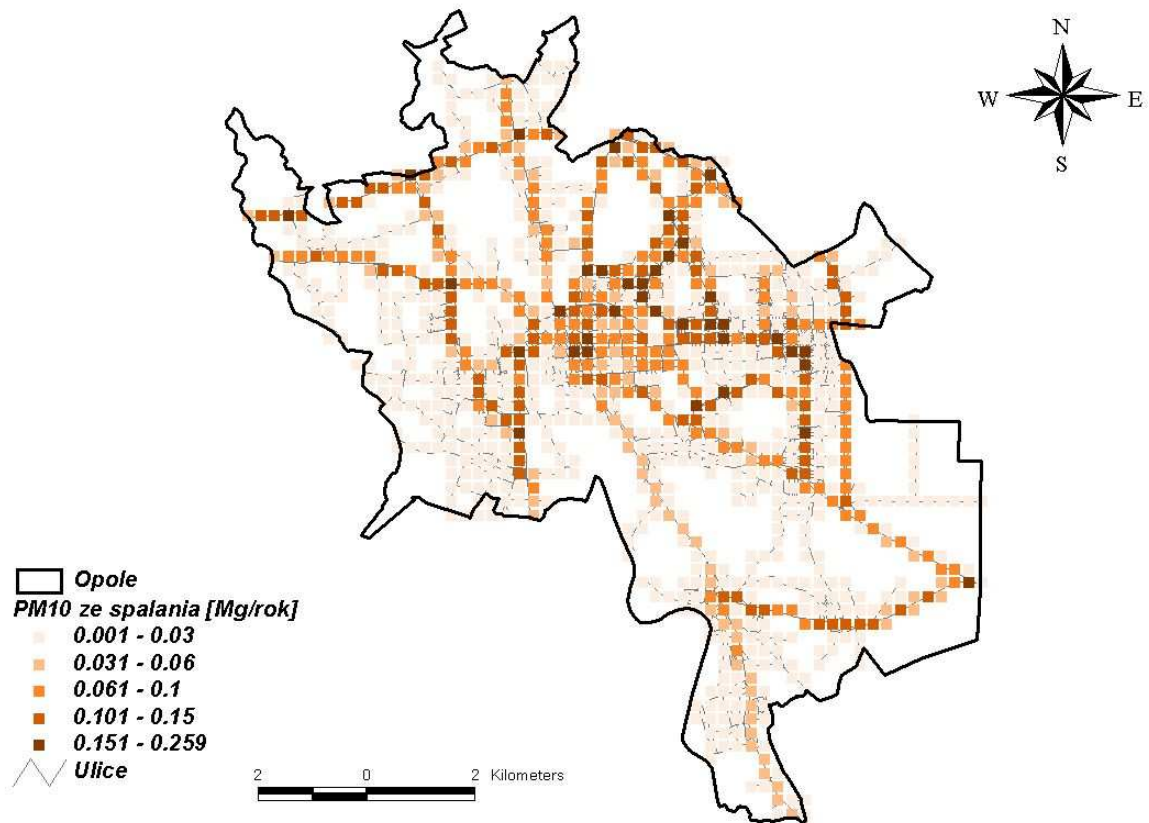 N
W E
S
Opole
PM10 ze spalania [Mg/rok]
0.001 - 0.03
0.031 - 0.06
0.061 - 0.1
0.101 - 0.15
0.151 - 0.259
Ulice
2 0 2 Kilometers